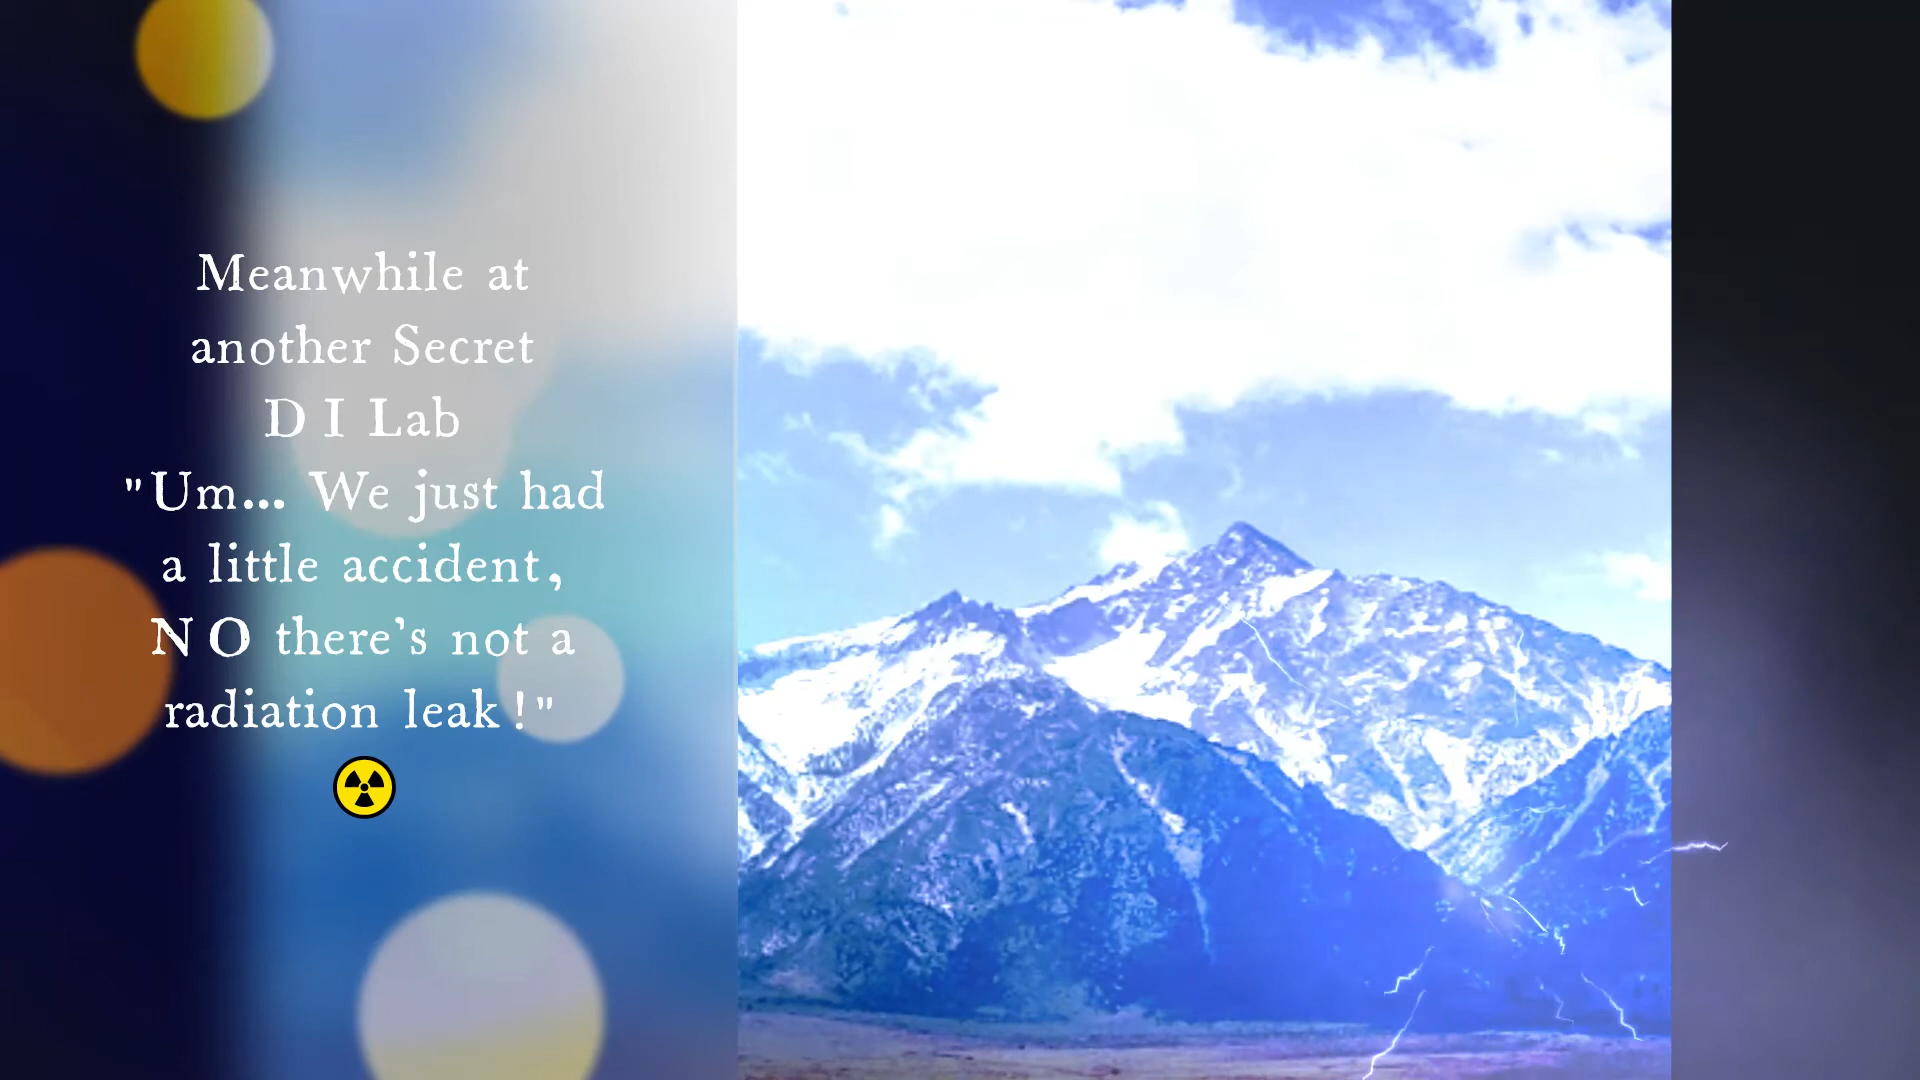 Meanwhile at
another Secret
D I Lab
"Um... We just had
a little accident,
N O there's not a
radiation leak!"